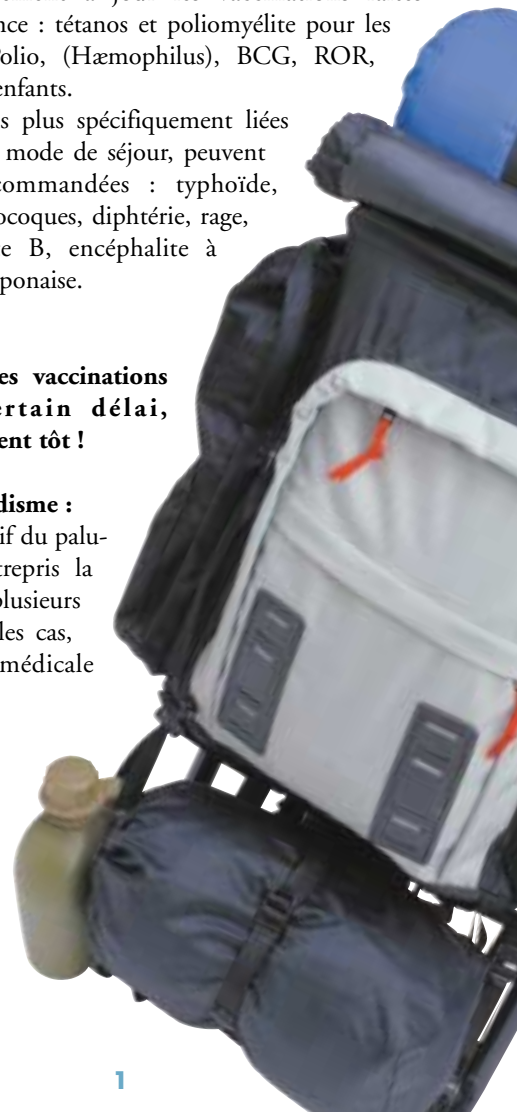 nce : tétanos et poliomyélite pour les
olio, (Hæmophilus), BCG, ROR,
enfants.
s plus spécifiquement liées
mode de séjour, peuvent
commandées : typhoïde,
ocoques, diphtérie, rage,
e B, encéphalite à
ponaise.
es vaccinations
ertain délai,
ent tôt !
disme :
if du palu-
trepris la
plusieurs
les cas,
médicale
1